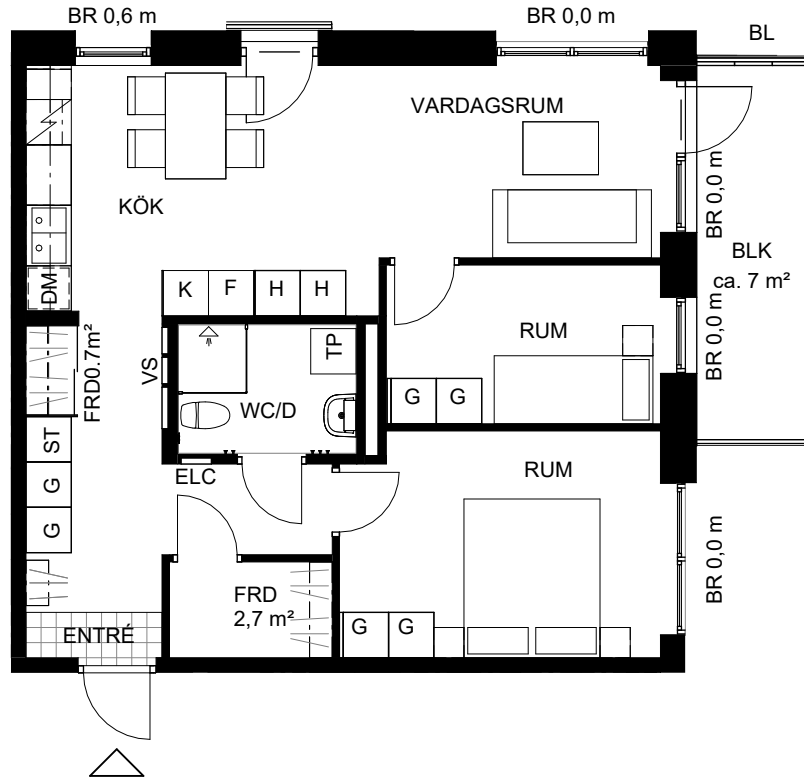 BR 0,6 m
BR 0,0 m
BL
VARDAGSRUM
KÖK
BR 0,0 m
BLK
ca. 7 m²
DM
K F H H
RUM
BR 0,0 m
FRD0.7m²
VS
TP
WC/D
G G
ST
G
G
ELC
RUM
BR 0,0 m
FRD
2,7 m²
G G
ENTRÉ